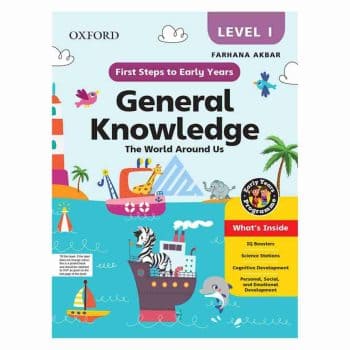 OXFORD
LEVEL I
FARHANA AKBAR
First Steps to Early Years
General
Knowledge
The World Around Us
Early Years
Programme
What's Inside
IQ Boosters
Science Stations
Cognitive Development
Personal, Social,
and Emotional
Development